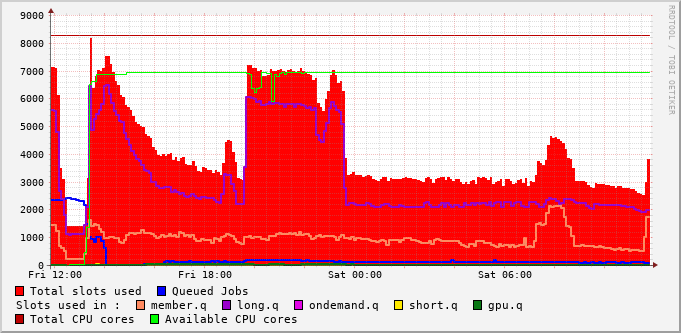 9000
8000
7000
6000
5000
4000
3000
2000
1000
0
Fri 12:00 Fri 18:00 Sat 00:00 Sat 06:00
RRDTOOL / TOBI OETIKER
Total slots used Queued Jobs
Slots used in : member.q long.q ondemand.q short.q gpu.q
Total CPU cores Available CPU cores